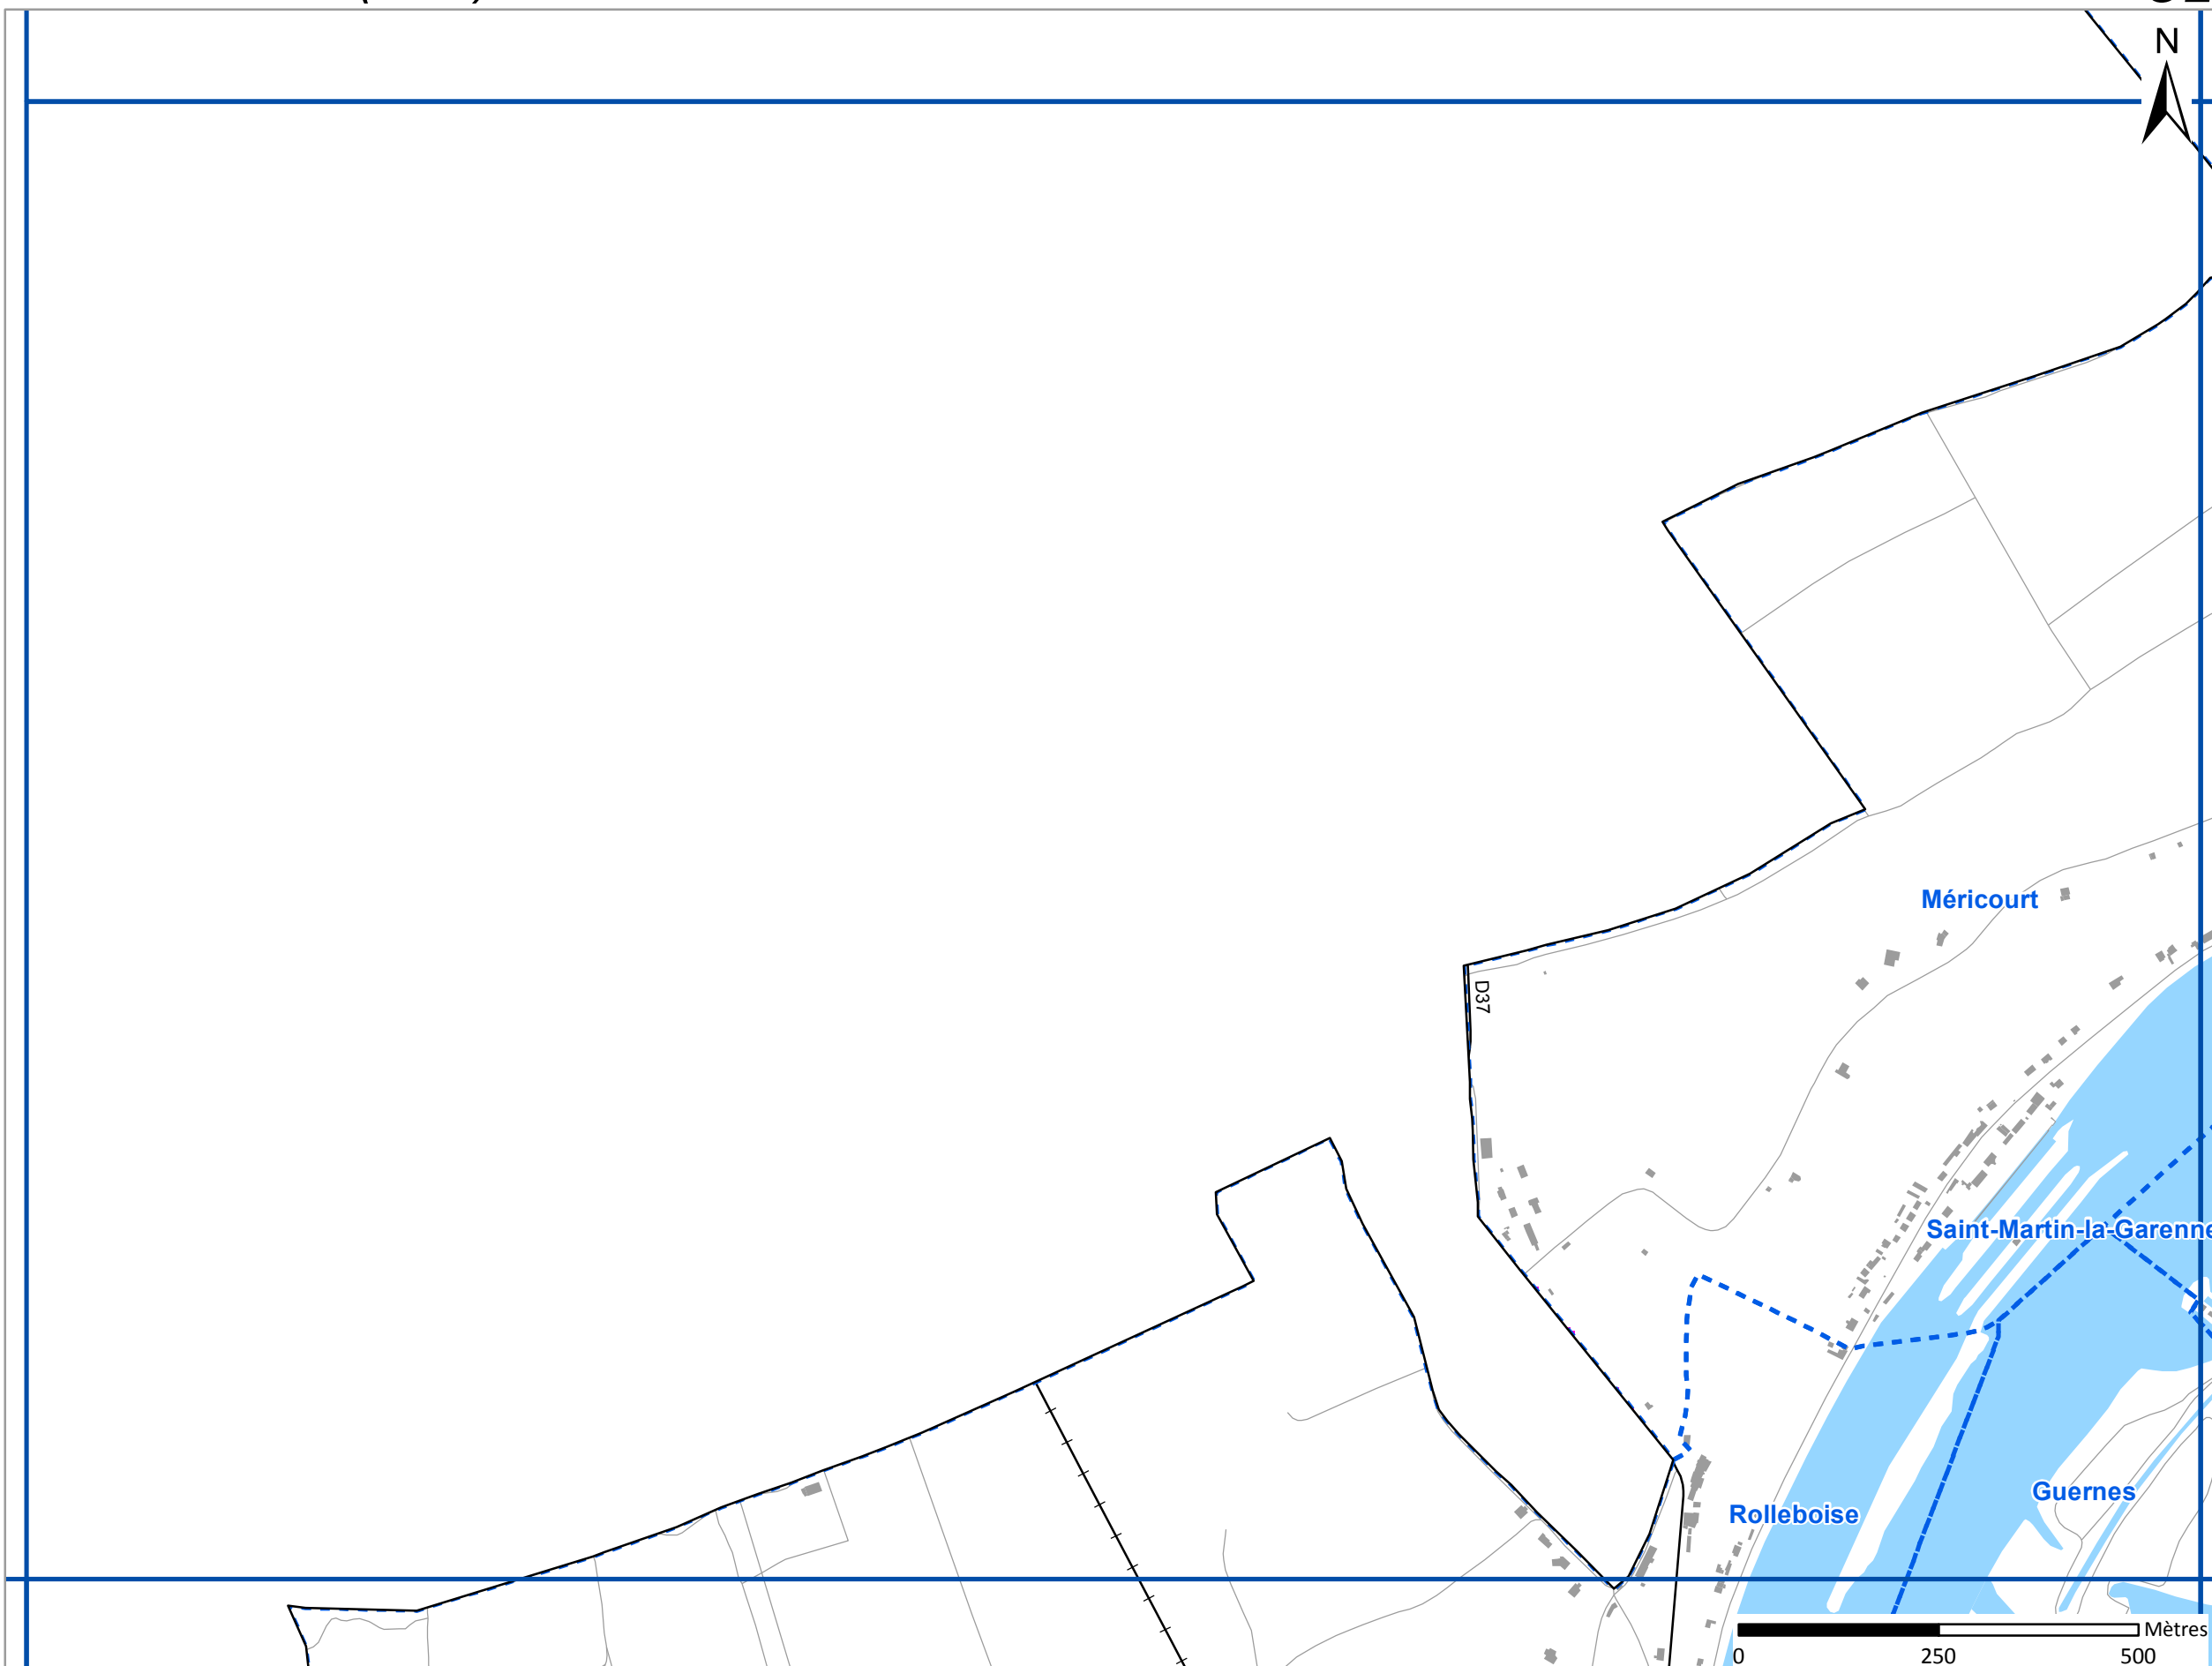 N
Méricourt
D37
Saint-Martin-la-Garenne
Guernes
Rolleboise
Mètres
0 250 500